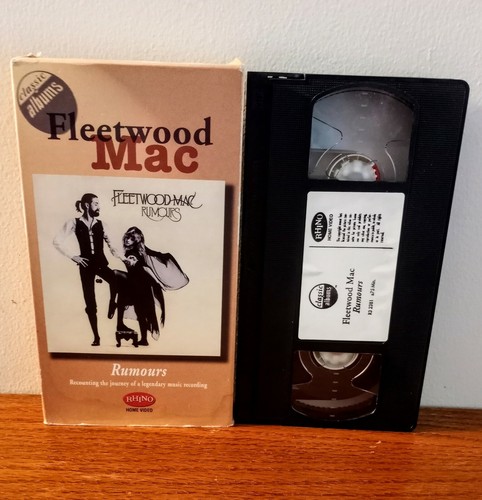 classic
albums
Fleetwood
Mac
FLEETWOOD MAC
RUMOURS
Rumours
Recounting the journey of a legendary music recording
RHINO
HOME VIDEO
RHINO
HOME VIDEO
classic
albums
Fleetwood Mac
Rumours